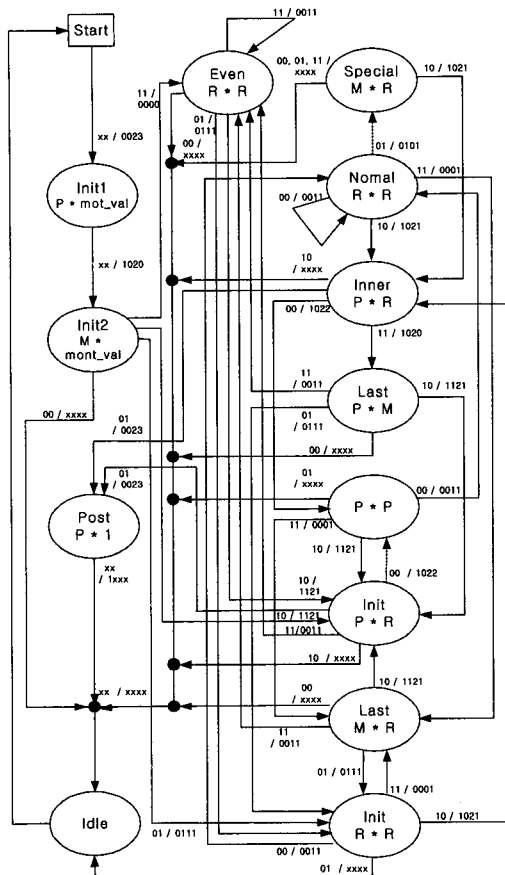 Start
xx / 0023
Init1
P * mot_val
xx / 1020
Init2
M *
mont_val
00 / xxxx
11 /
0000
Even
R * R
11 / 0011
01 /
0111
00 /
xxxx
00, 01, 11 /
xxxx
Special
M * R
10 / 1021
01 / 0101
Nomal
R * R
11 / 0001
00 / 0011
10 / 1021
10
/ xxxx
Inner
P * R
00 / 1022
11 / 1020
11
/ 0011
Last
P * M
10 / 1121
01
/ 0111
00 / xxxx
01
/ 0023
01
/ 0023
Post
P * 1
xx
/ 1xxx
01
/ xxxx
P * P
00 / 0011
11 / 0001
10 / 1121
00 / 1022
10 /
1121
10 / 1121
Init
P * R
11/0011
10 / xxxx
10 / 1121
00
/ xxxx
Last
M * R
xx / xxxx
11
/ 0011
01 / 0111
11 / 0001
Idle
01 / 0111
Init
R * R
10 / 1021
00 / 0011
01 / xxxx